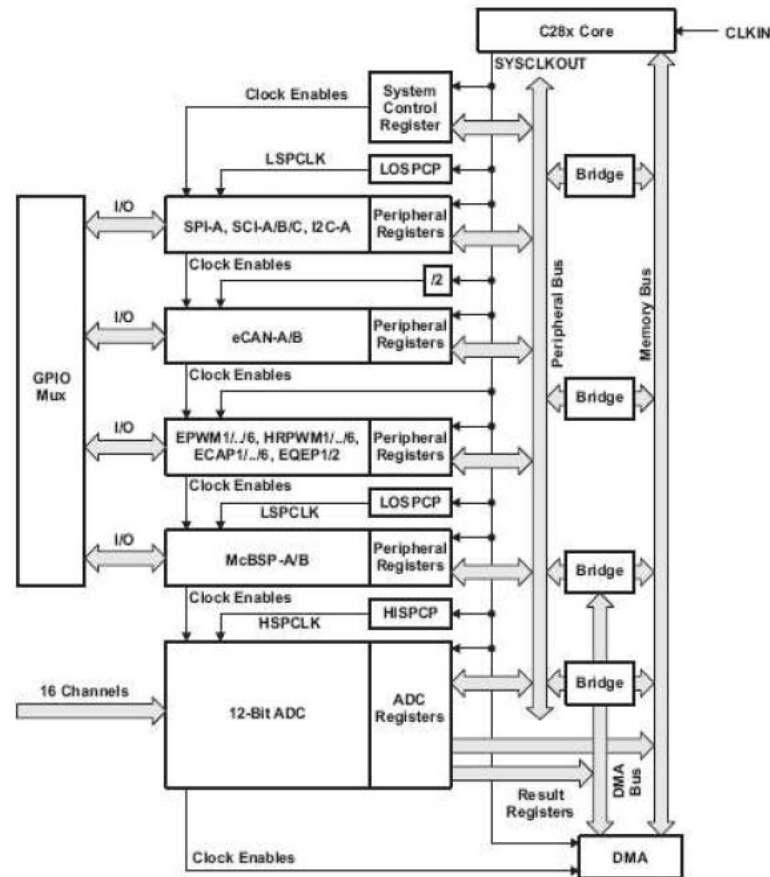 C28x Core
CLKIN
SYSCLKOUT
Clock Enables
System
Control
Register
LSPCLK
LOSPCP
Bridge
I/O
SPI-A, SCI-A/B/C, I2C-A
Peripheral
Registers
Clock Enables
/2
Peripheral Bus
Memory Bus
I/O
eCAN-A/B
Peripheral
Registers
GPIO
Mux
Clock Enables
Bridge
I/O
EPWM1/../6, HRPWM1/../6,
ECAP1/../6, EQEP1/2
Peripheral
Registers
Clock Enables
LSPCLK
LOSPCP
I/O
McBSP-A/B
Peripheral
Registers
Bridge
Clock Enables
HSPCLK
HISPCP
16 Channels
12-Bit ADC
ADC
Registers
Bridge
Result
Registers
DMA
Bus
Clock Enables
DMA